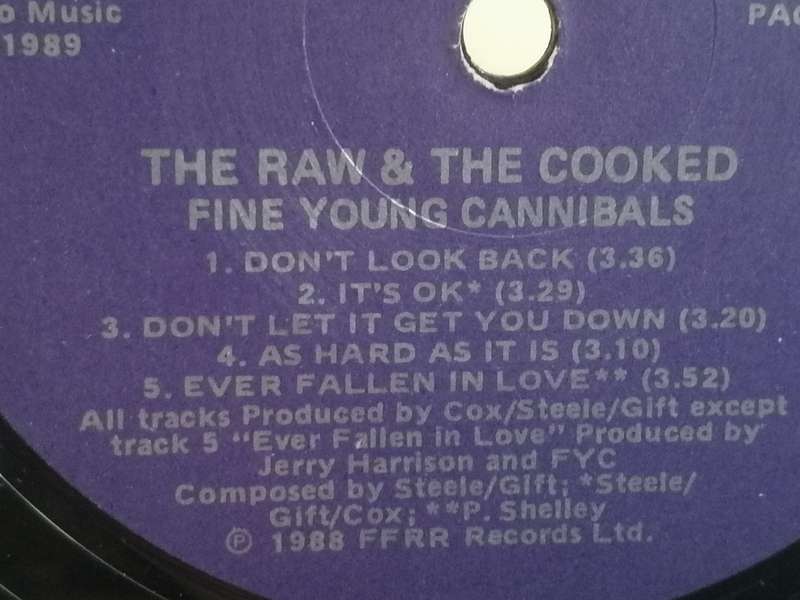 o Music
1989
PAC
THE RAW & THE COOKED
FINE YOUNG CANNIBALS
1. DON'T LOOK BACK (3.36)
2. IT'S OK* (3.29)
3. DON'T LET IT GET YOU DOWN (3.20)
4. AS HARD AS IT IS (3.10)
5. EVER FALLEN IN LOVE** (3.52)
All tracks Produced by Cox/Steele/Gift except
track 5 "Ever Fallen in Love" Produced by
Jerry Harrison and FYC
Composed by Steele/Gift; *Steele/
Gift/Cox; **P. Shelley
℗ 1988 FFRR Records Ltd.